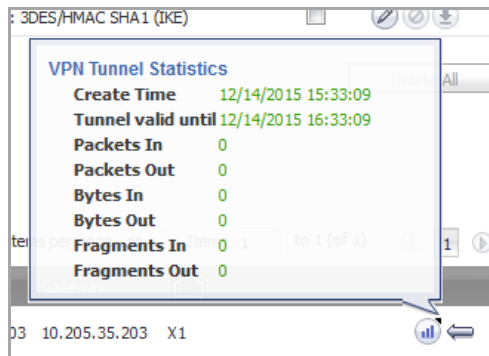 : 3DES/HMAC SHA1 (IKE)
All
VPN Tunnel Statistics
Create Time 12/14/2015 15:33:09
Tunnel valid until 12/14/2015 16:33:09
Packets In 0
Packets Out 0
Bytes In 0
Bytes Out 0
to 1 (of 1) 1
Fragments In 0
Fragments Out 0
03 10.205.35.203 X1